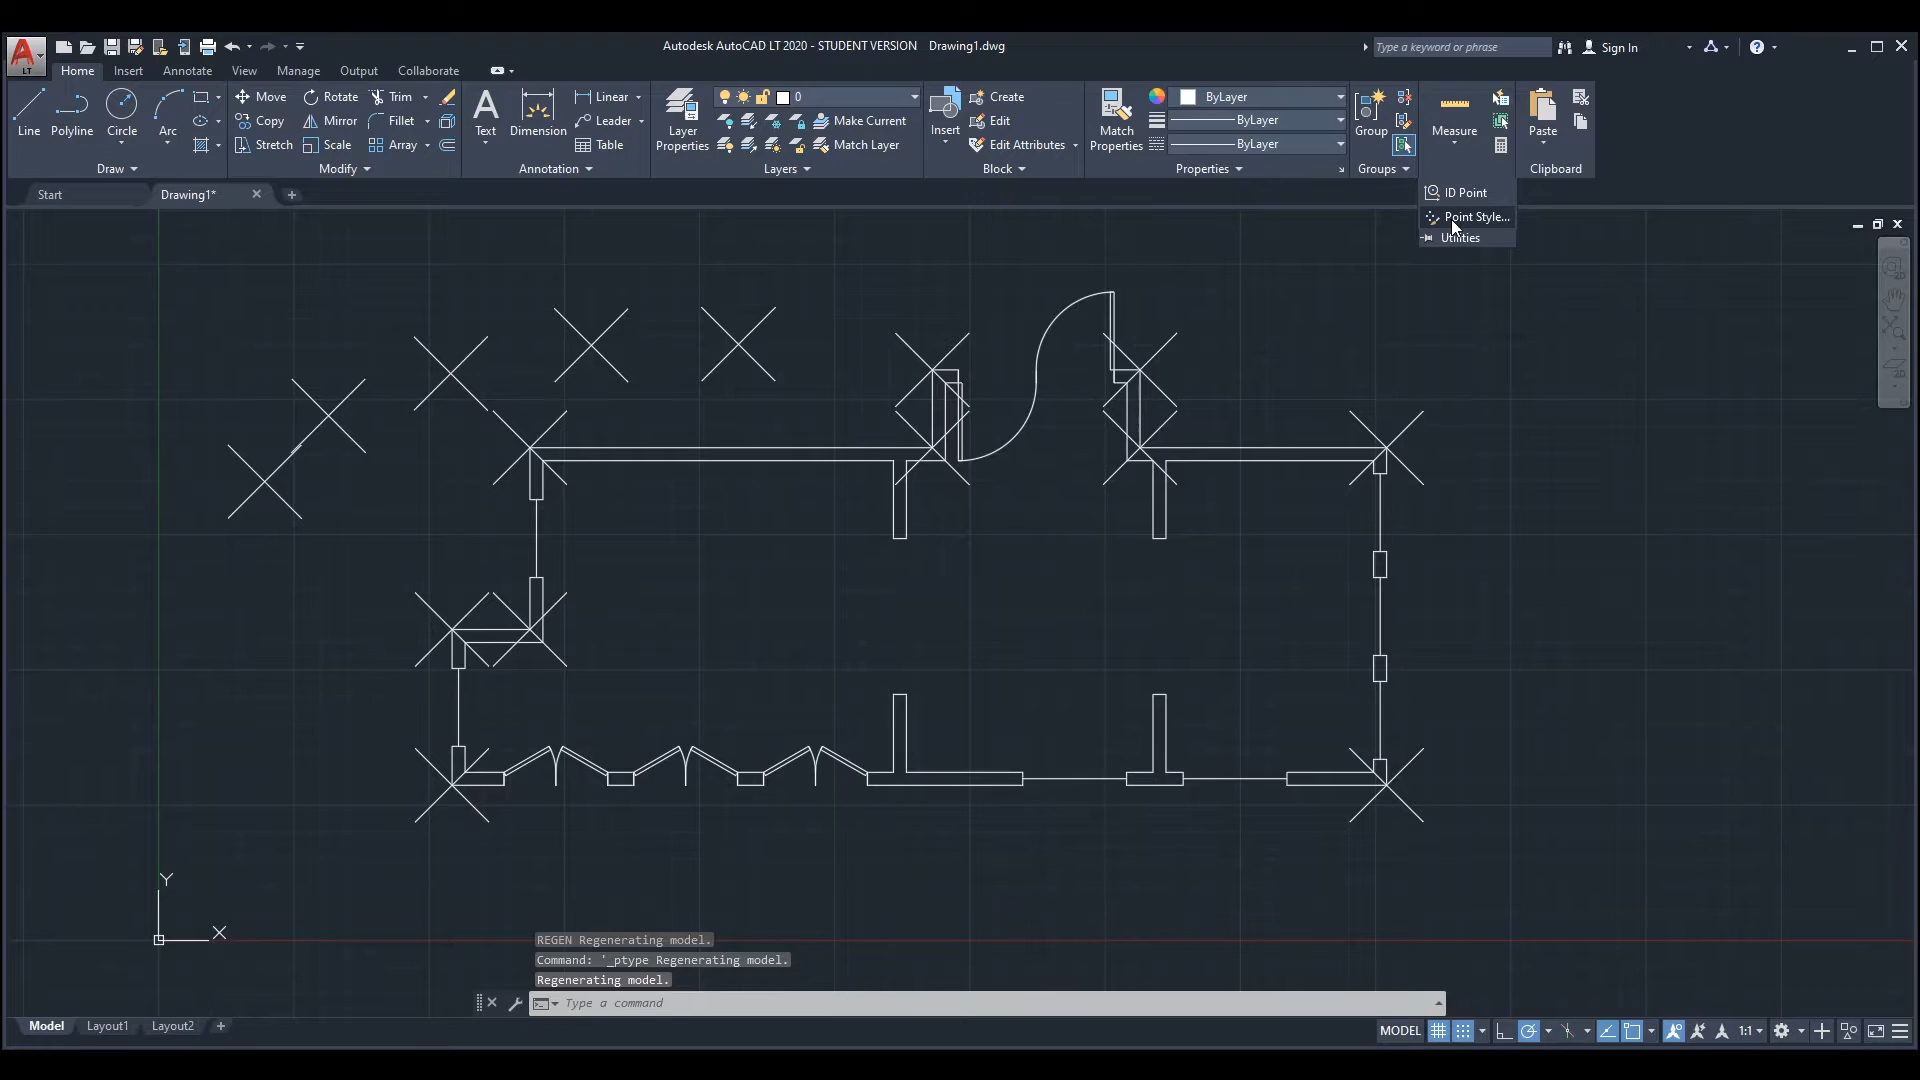 Autodesk AutoCAD LT 2020 - STUDENT VERSION Drawing1.dwg
Type a keyword or phrase
Sign In
LT
Home Insert Annotate View Manage Output Collaborate
Line Polyline Circle Arc
Draw
Move Rotate Trim
Copy Mirror Fillet
Stretch Scale Array
Modify
Text Dimension
Linear
Leader
Table
Annotation
Layer
Properties
0
Make Current
Match Layer
Layers
Insert
Create
Edit
Edit Attributes
Block
Match
Properties
ByLayer
ByLayer
ByLayer
Properties
Group
Groups
Measure
Paste
Clipboard
ID Point
Point Style...
Utilities
Start Drawing1*
2D
2D
Y
X
REGEN Regenerating model.
Command: '_ptype Regenerating model.
Regenerating model.
Type a command
Model Layout1 Layout2
MODEL 1:1